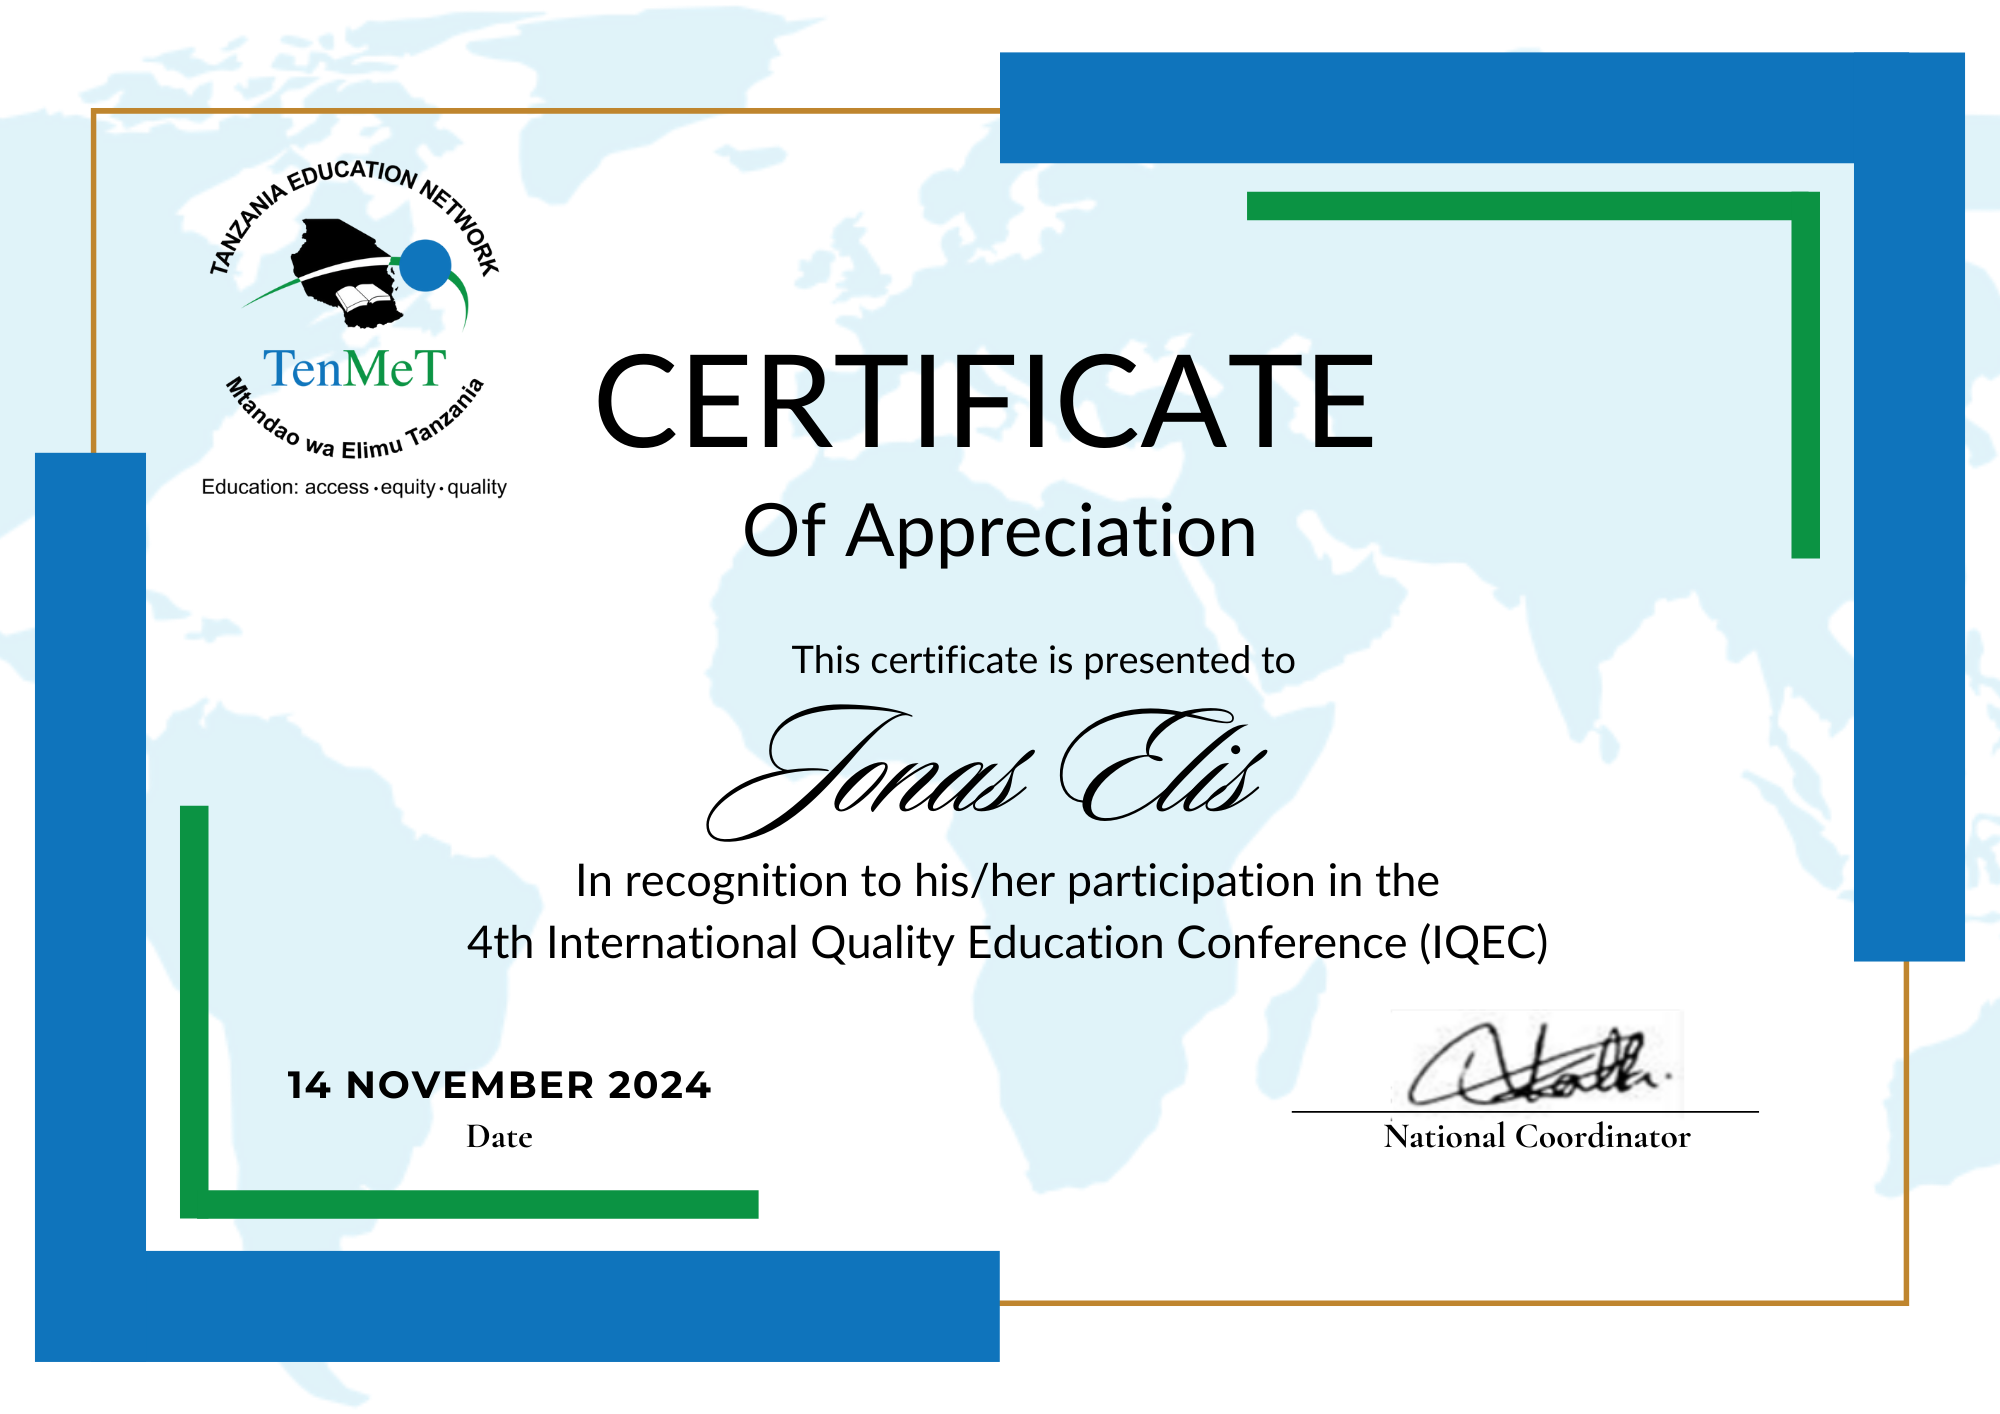 TANZANIA EDUCATION NETWORK
TenMeT
Mtandao wa Elimu Tanzania
Education: access • equity • quality
CERTIFICATE
Of Appreciation
This certificate is presented to
Jonas Elis
In recognition to his/her participation in the
4th International Quality Education Conference (IQEC)
14 NOVEMBER 2024
Date
National Coordinator